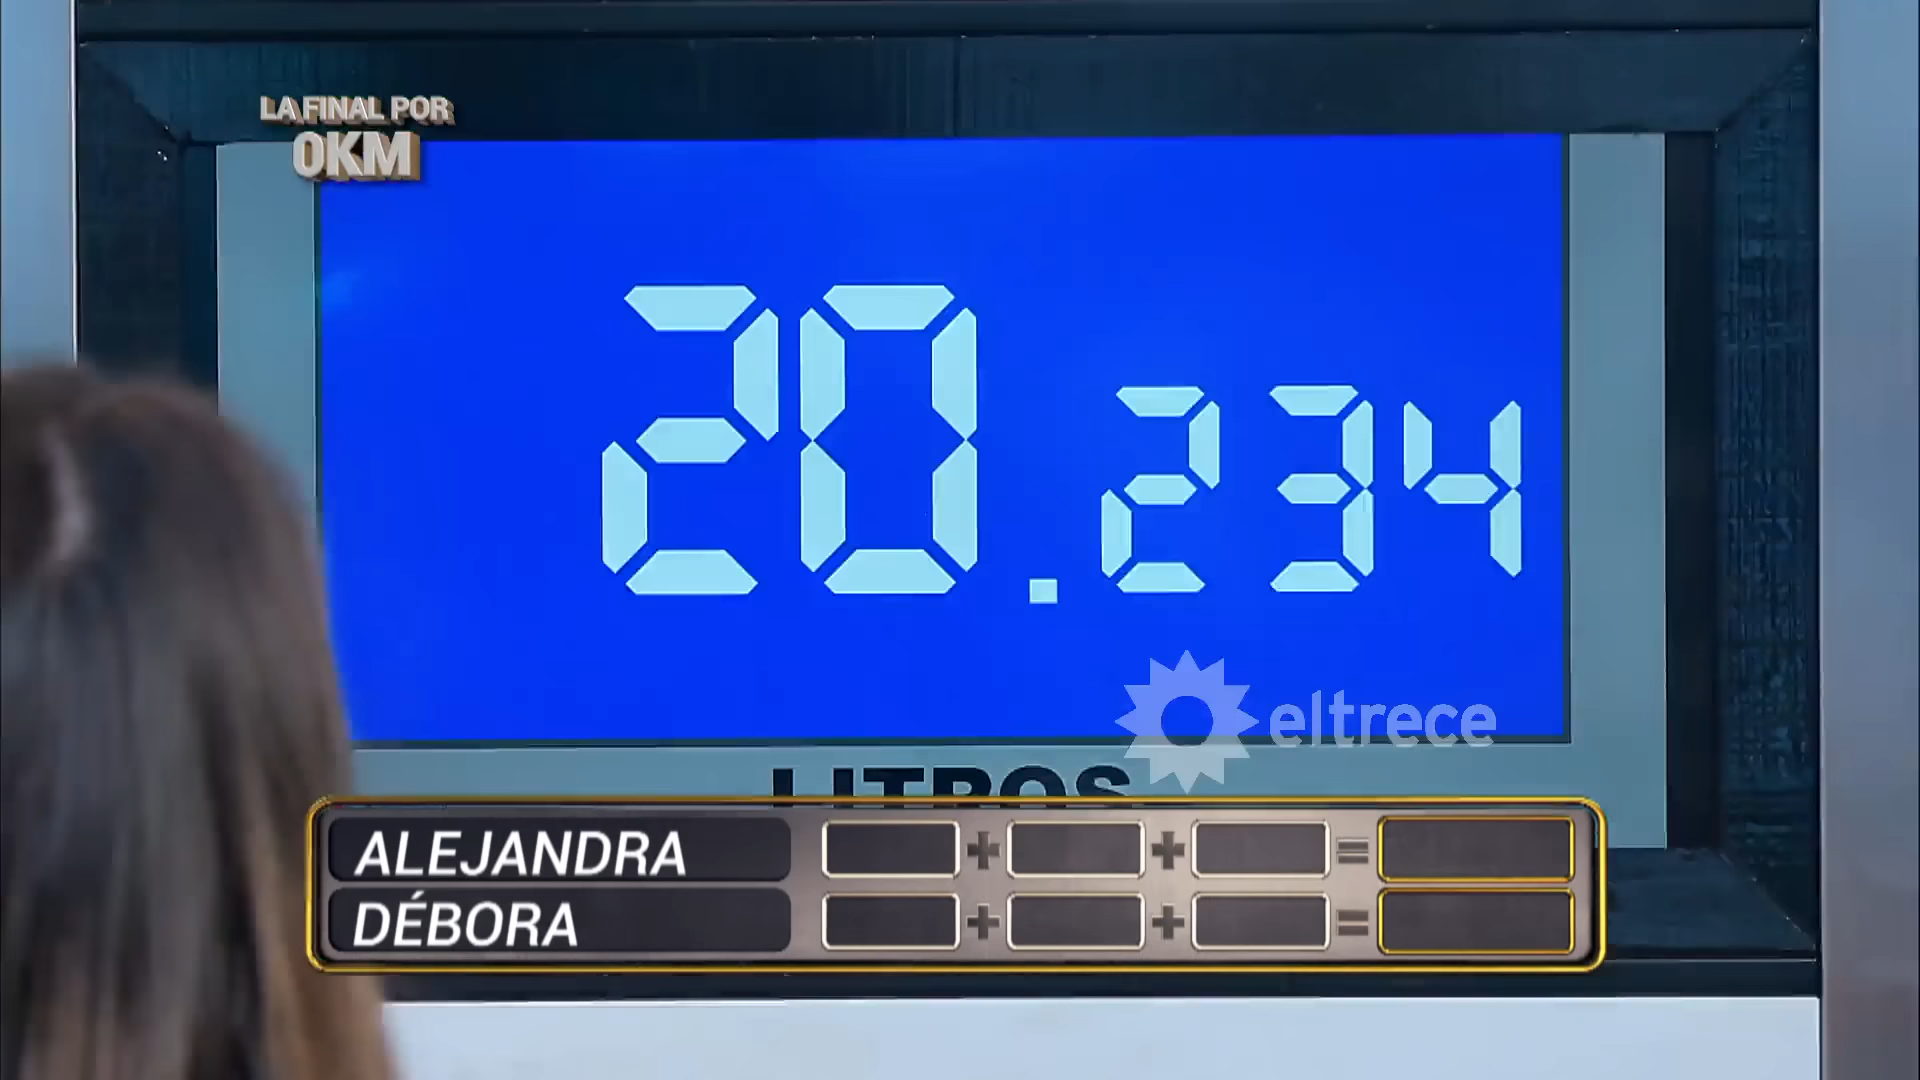 LA FINAL POR
0KM
20.234
eltrece
LITROS
ALEJANDRA + + =
DÉBORA + + =